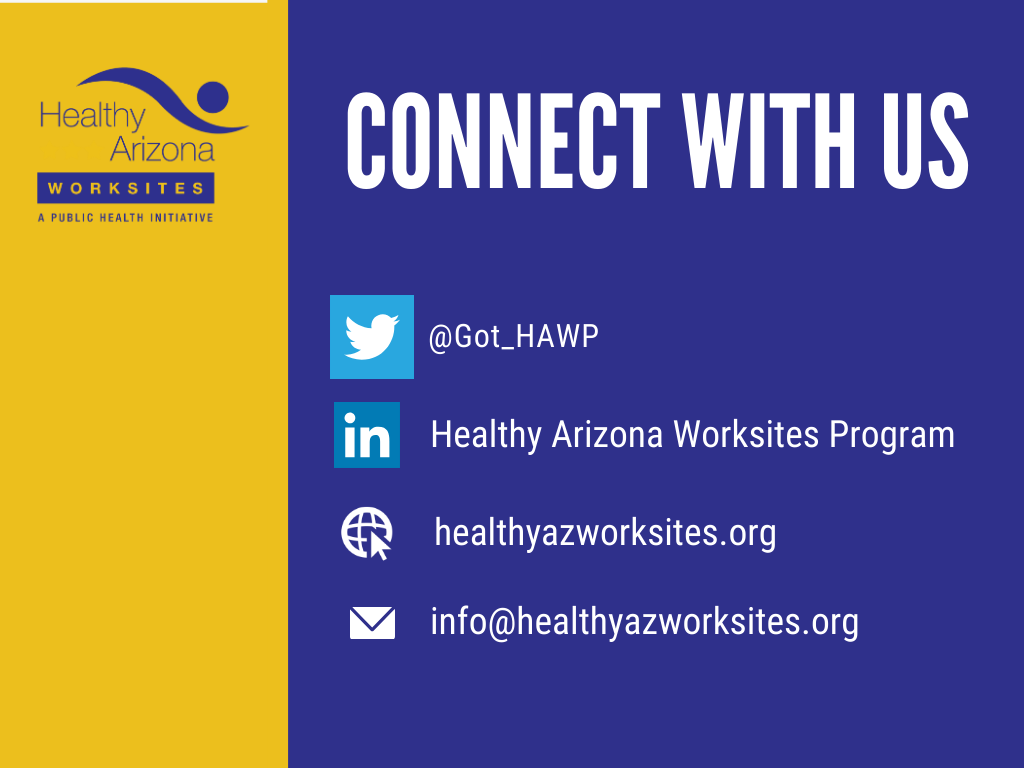 Healthy
Arizona
WORKSITES
A PUBLIC HEALTH INITIATIVE
CONNECT WITH US
@Got_HAWP
in
Healthy Arizona Worksites Program
healthyazworksites.org
info@healthyazworksites.org